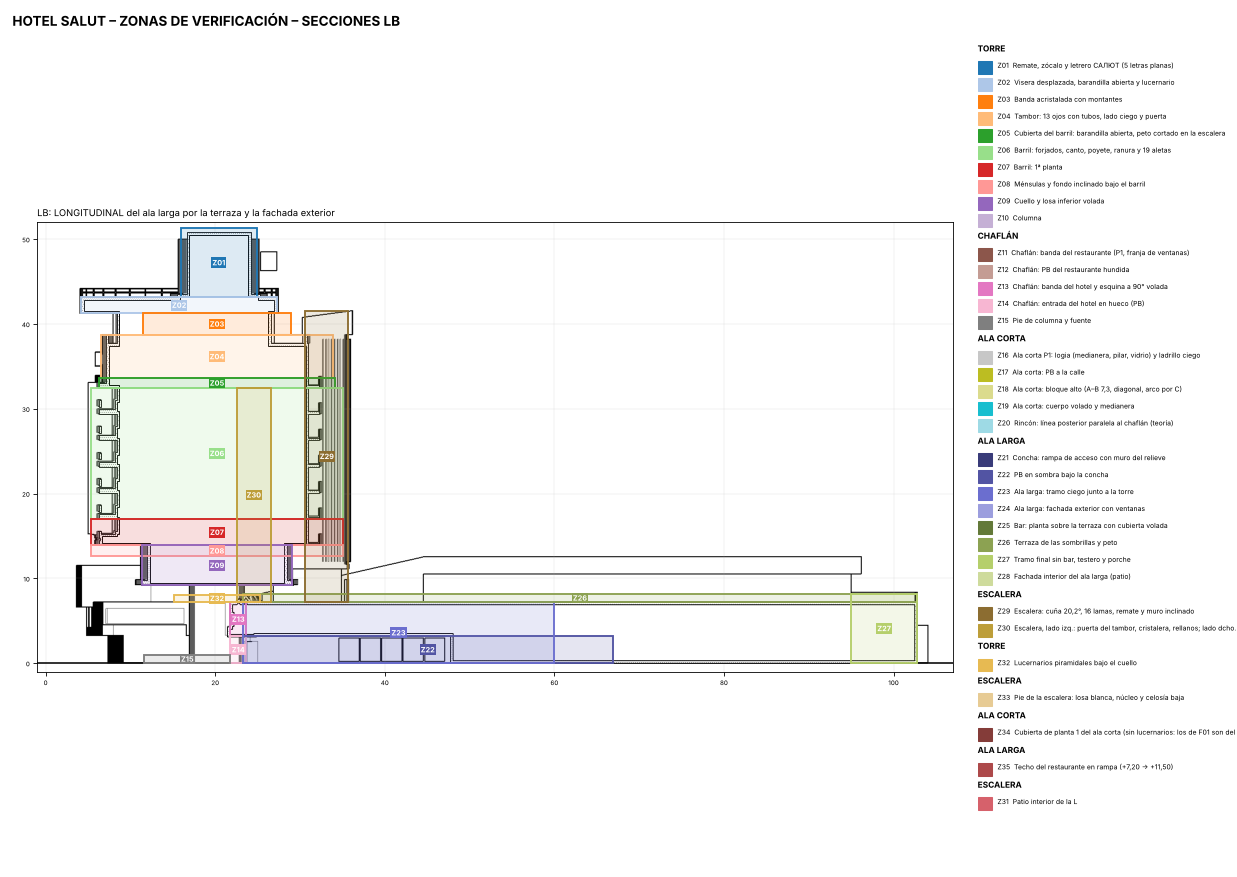 HOTEL SALUT – ZONAS DE VERIFICACIÓN – SECCIONES LB
LB: LONGITUDINAL del ala larga por la terraza y la fachada exterior
50
40
30
20
10
0
0
20
40
60
80
100
Z01
Z02
Z03
Z04
Z05
Z06
Z29
Z30
Z07
Z08
Z09
Z32
Z26
Z13
Z23
Z27
Z14
Z22
Z15
TORRE
Z01 Remate, zócalo y letrero САЛЮТ (5 letras planas)
Z02 Visera desplazada, barandilla abierta y lucernario
Z03 Banda acristalada con montantes
Z04 Tambor: 13 ojos con tubos, lado ciego y puerta
Z05 Cubierta del barril: barandilla abierta, peto cortado en la escalera
Z06 Barril: forjados, canto, poyete, ranura y 19 aletas
Z07 Barril: 1ª planta
Z08 Ménsulas y fondo inclinado bajo el barril
Z09 Cuello y losa inferior volada
Z10 Columna
CHAFLÁN
Z11 Chaflán: banda del restaurante (P1, franja de ventanas)
Z12 Chaflán: PB del restaurante hundida
Z13 Chaflán: banda del hotel y esquina a 90° volada
Z14 Chaflán: entrada del hotel en hueco (PB)
Z15 Pie de columna y fuente
ALA CORTA
Z16 Ala corta P1: logia (medianera, pilar, vidrio) y ladrillo ciego
Z17 Ala corta: PB a la calle
Z18 Ala corta: bloque alto (A–B 7,3, diagonal, arco por C)
Z19 Ala corta: cuerpo volado y medianera
Z20 Rincón: línea posterior paralela al chaflán (teoría)
ALA LARGA
Z21 Concha: rampa de acceso con muro del relieve
Z22 PB en sombra bajo la concha
Z23 Ala larga: tramo ciego junto a la torre
Z24 Ala larga: fachada exterior con ventanas
Z25 Bar: planta sobre la terraza con cubierta volada
Z26 Terraza de las sombrillas y peto
Z27 Tramo final sin bar, testero y porche
Z28 Fachada interior del ala larga (patio)
ESCALERA
Z29 Escalera: cuña 20,2°, 16 lamas, remate y muro inclinado
Z30 Escalera, lado izq.: puerta del tambor, cristalera, rellanos; lado dcho.
TORRE
Z32 Lucernarios piramidales bajo el cuello
ESCALERA
Z33 Pie de la escalera: losa blanca, núcleo y celosía baja
ALA CORTA
Z34 Cubierta de planta 1 del ala corta (sin lucernarios: los de F01 son del
ALA LARGA
Z35 Techo del restaurante en rampa (+7,20 → +11,50)
ESCALERA
Z31 Patio interior de la L